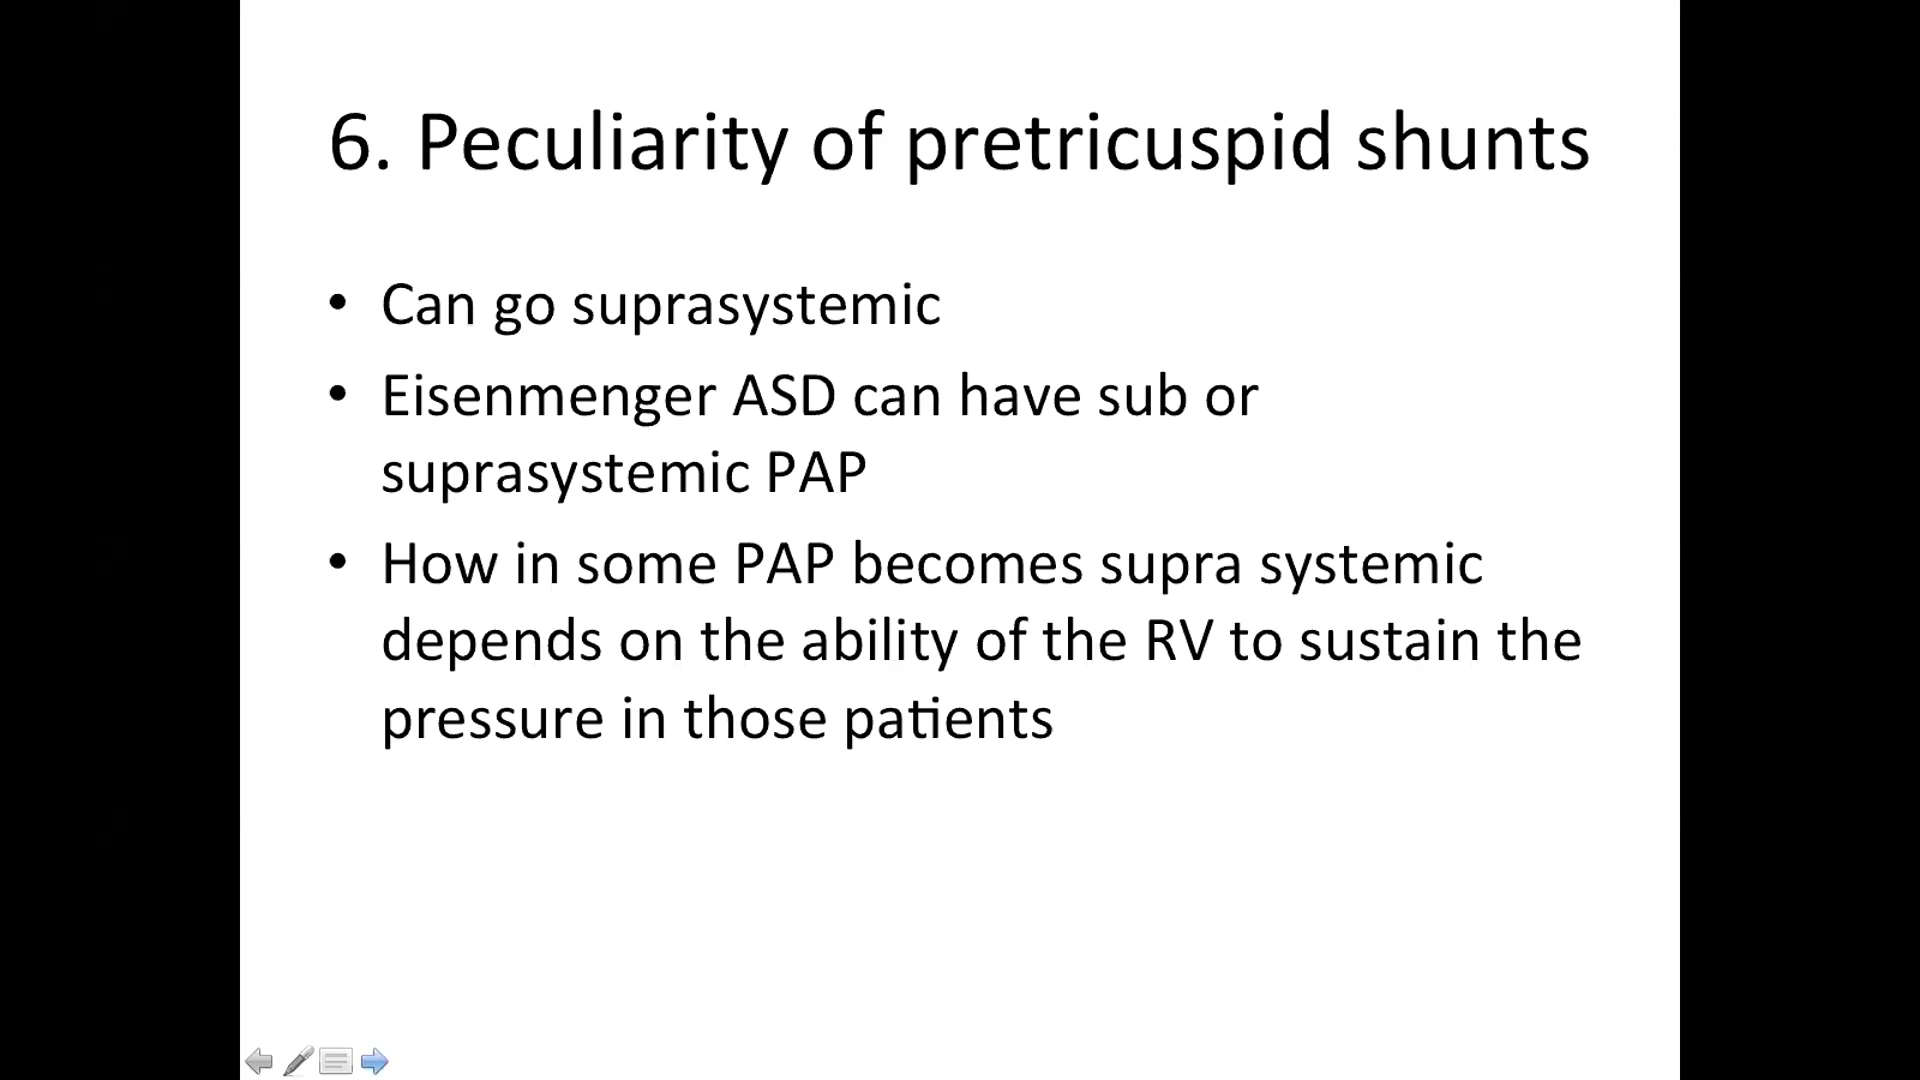 6. Peculiarity of pretricuspid shunts
• Can go suprasystemic
• Eisenmenger ASD can have sub or
suprasystemic PAP
• How in some PAP becomes supra systemic
depends on the ability of the RV to sustain the
pressure in those patients